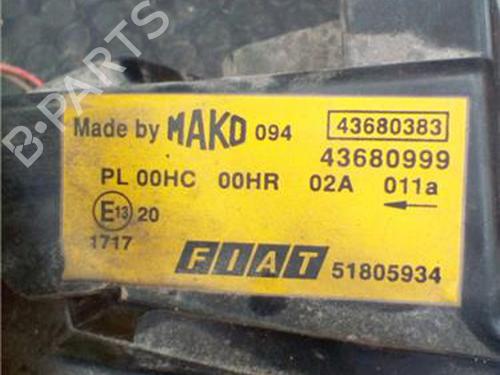 B-PARTS
Made by MAKO 094 43680383
43680999
PL 00HC 00HR 02A 011a
E13 20
1717
FIAT 51805934